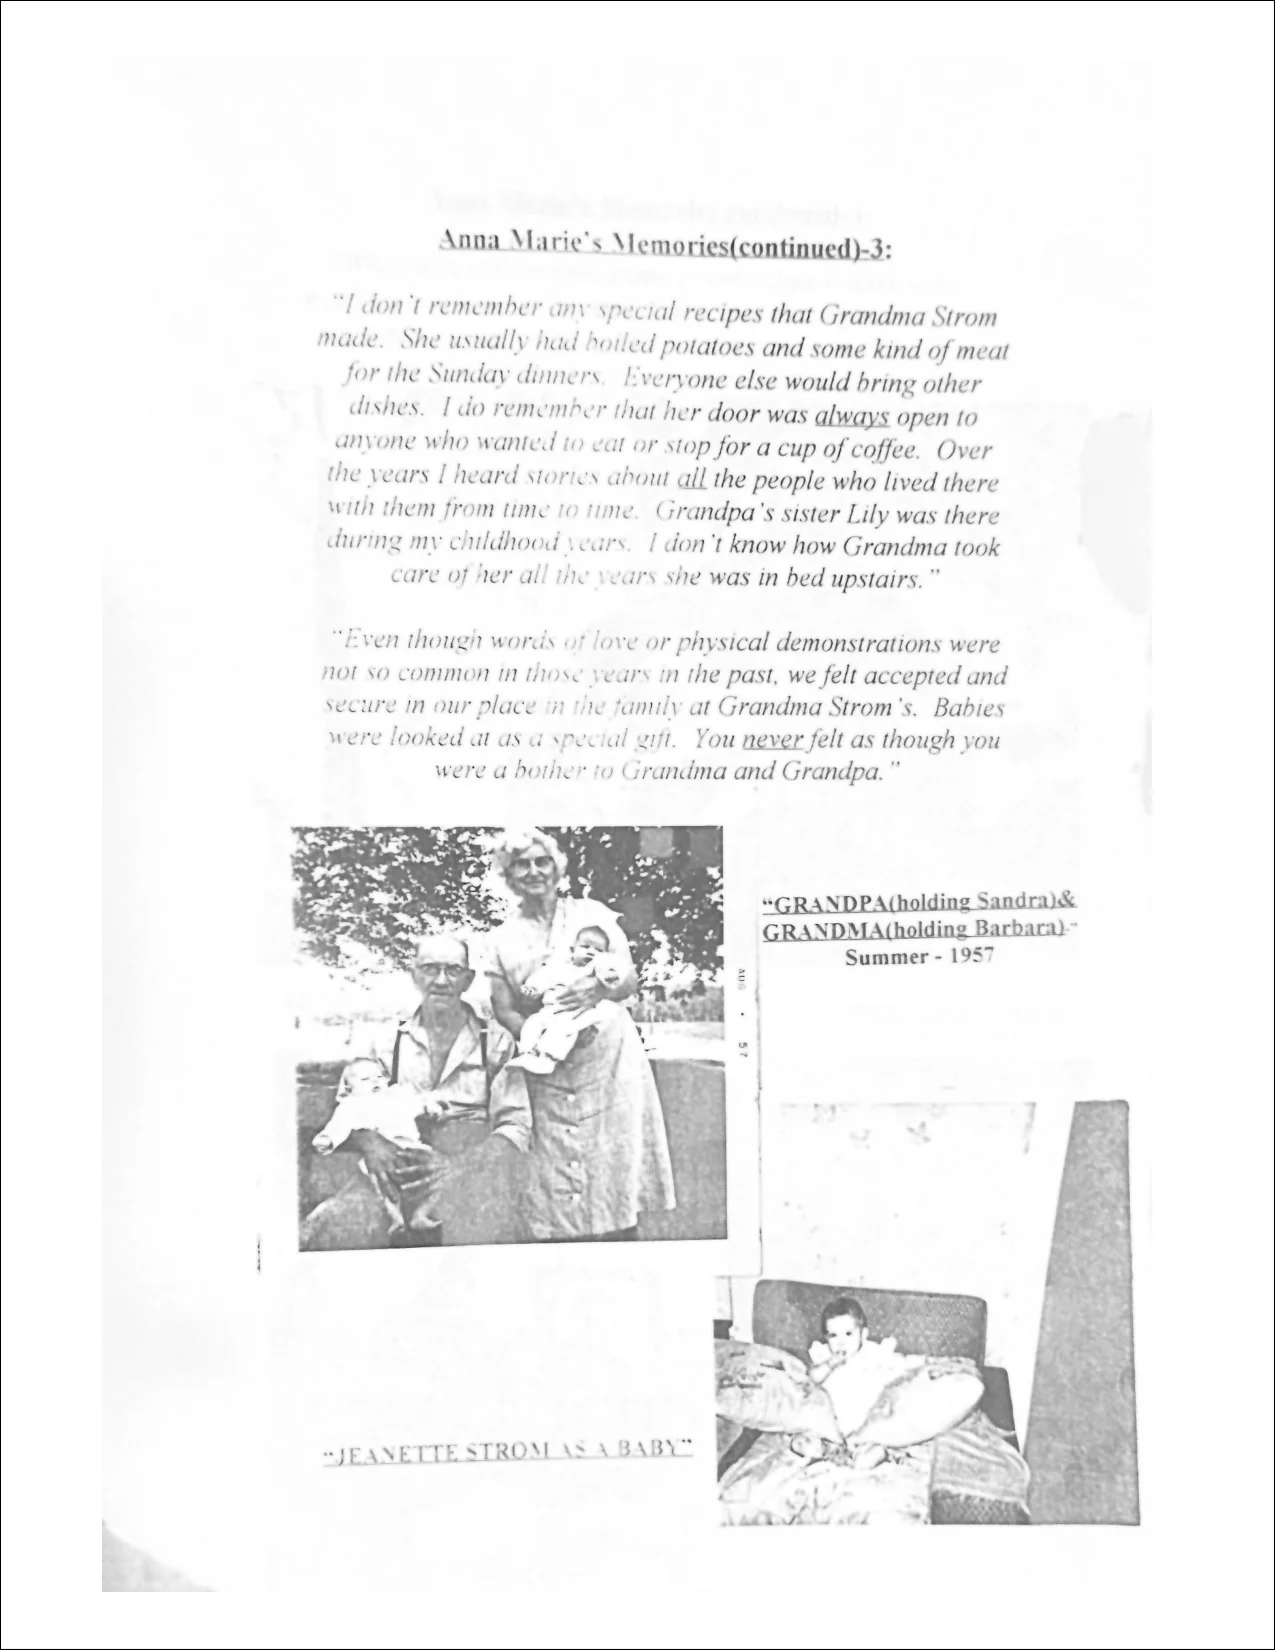 Anna Marie's Memories(continued)-3:
"I don't remember any special recipes that Grandma Strom
made. She usually had boiled potatoes and some kind of meat
for the Sunday dinners. Everyone else would bring other
dishes. I do remember that her door was always open to
anyone who wanted to eat or stop for a cup of coffee. Over
the years I heard stories about all the people who lived there
with them from time to time. Grandpa's sister Lily was there
during my childhood years. I don't know how Grandma took
care of her all the years she was in bed upstairs."
"Even though words of love or physical demonstrations were
not so common in those years in the past, we felt accepted and
secure in our place in the family at Grandma Strom's. Babies
were looked at as a special gift. You never felt as though you
were a bother to Grandma and Grandpa."
"GRANDPA(holding Sandra)&
GRANDMA(holding Barbara)"
Summer - 1957
AUG • 57
"JEANETTE STROM AS A BABY"